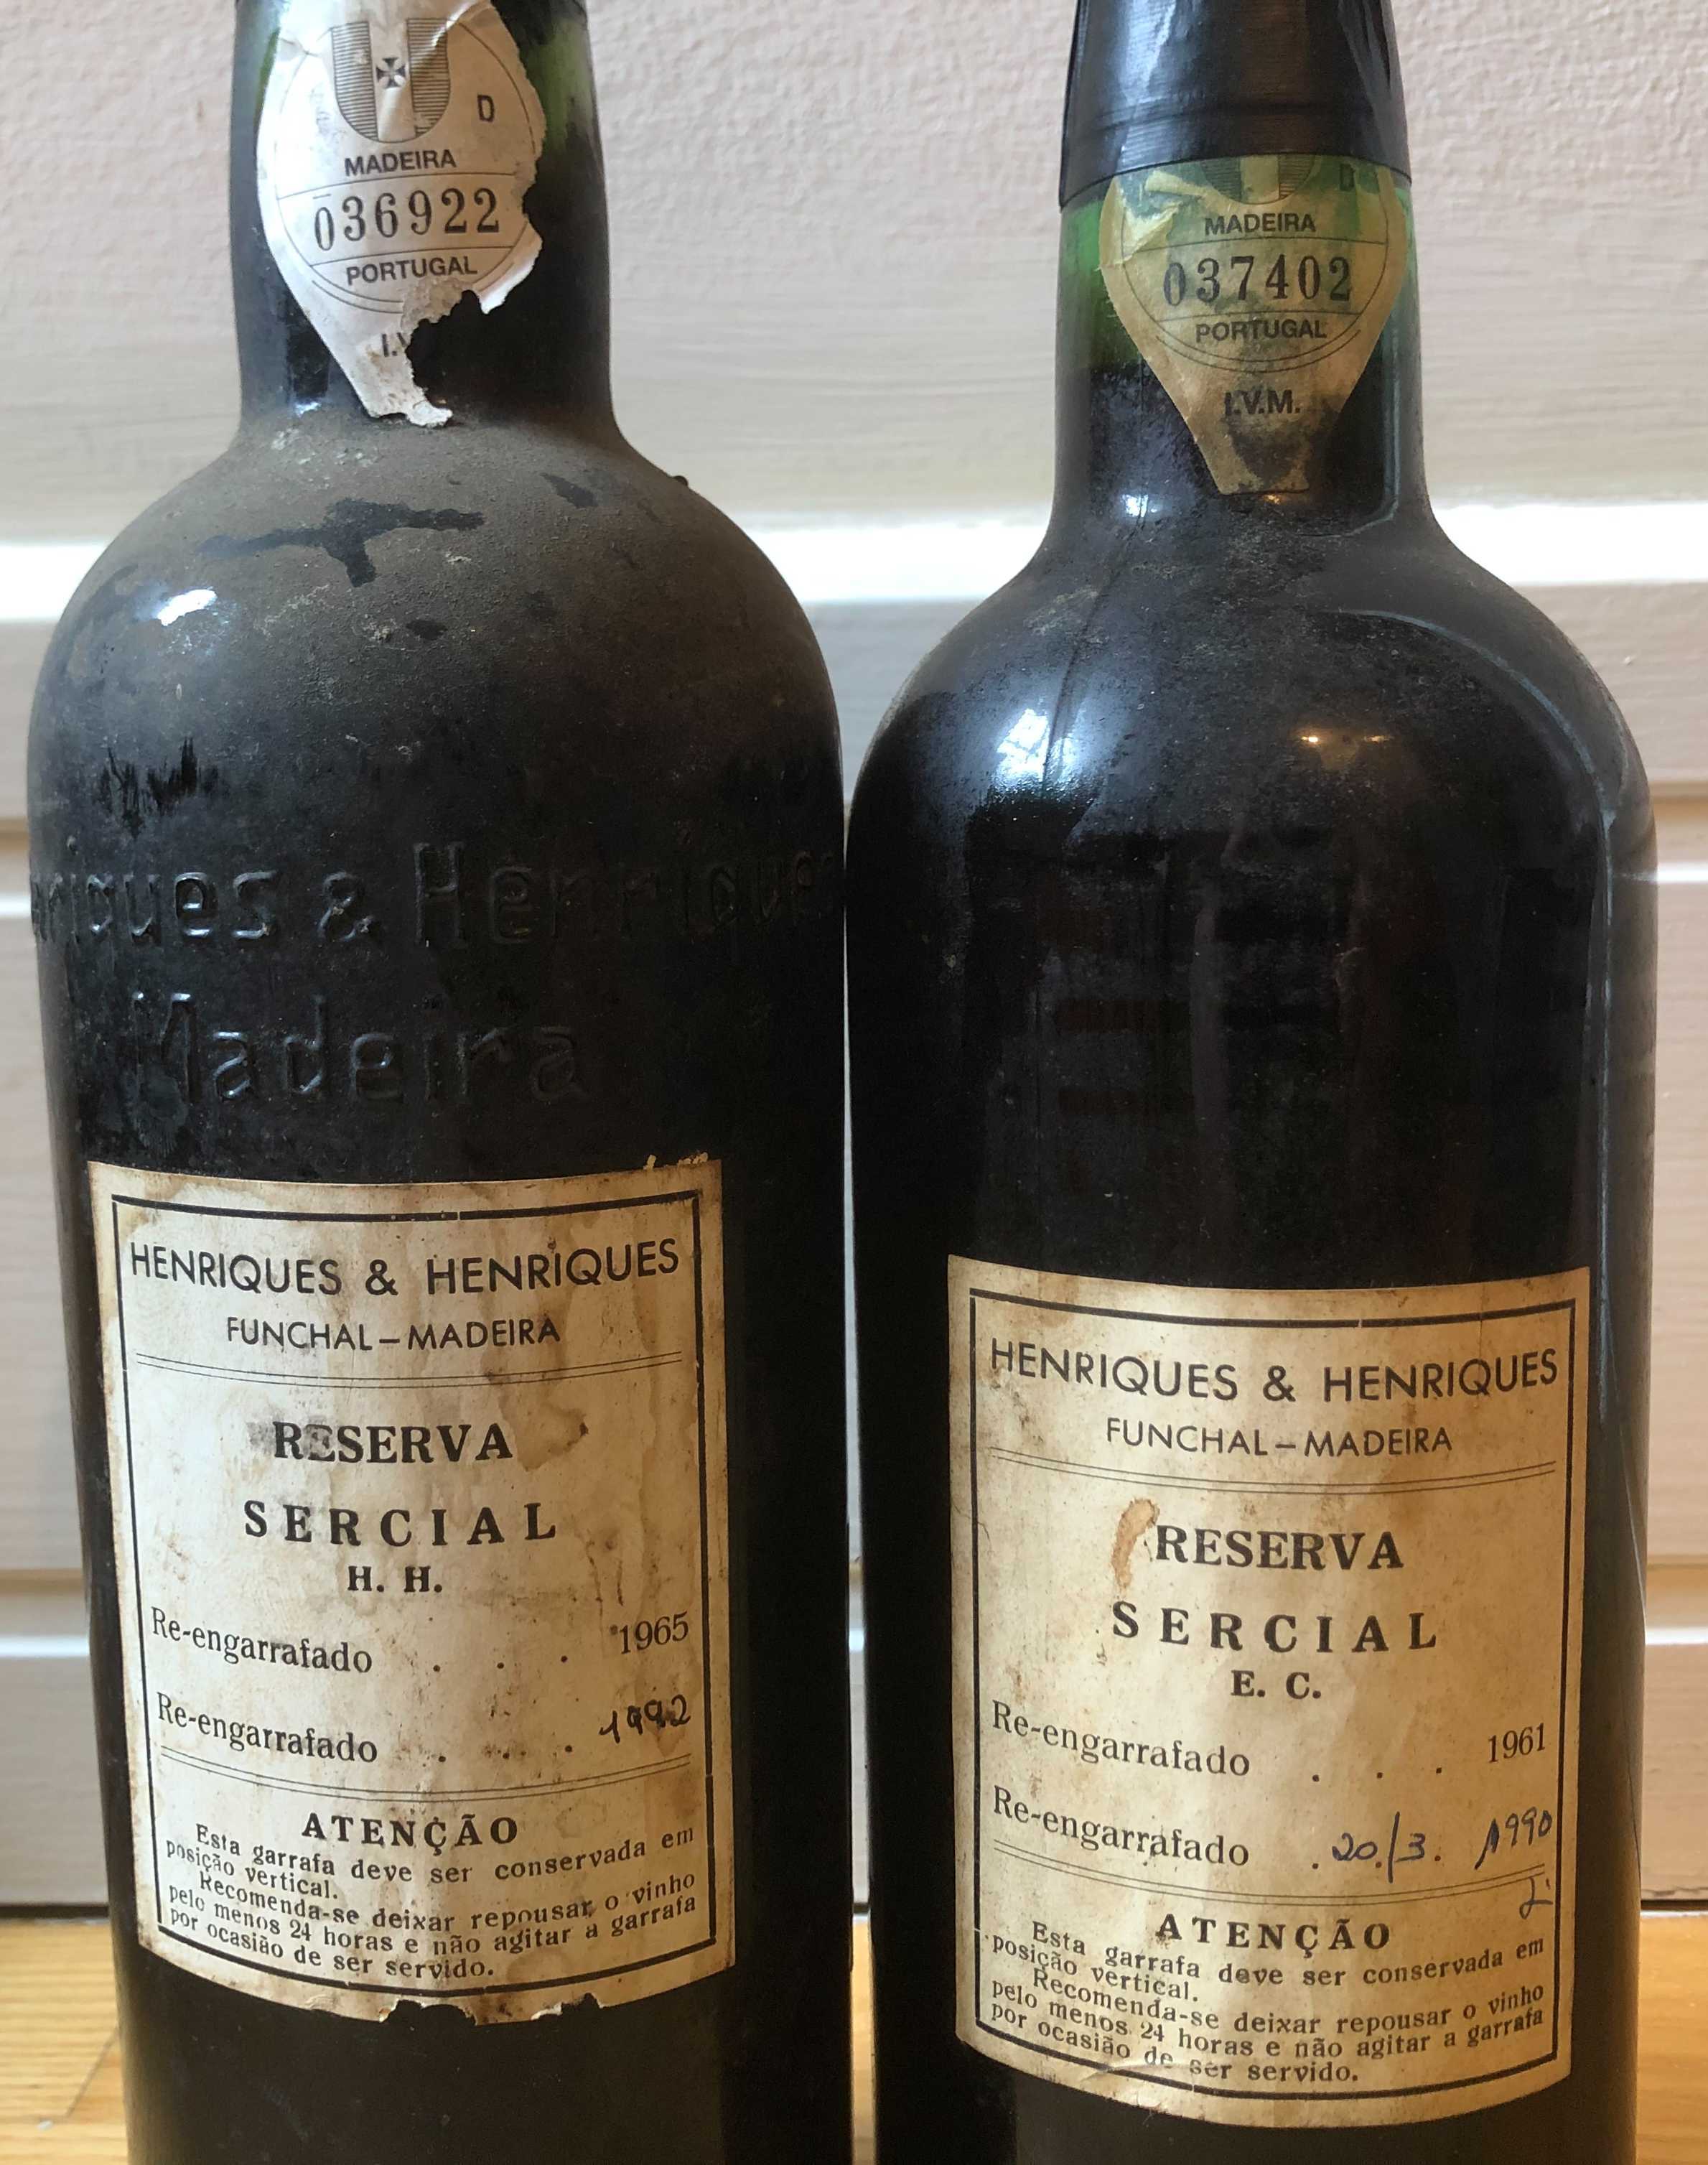 D
MADEIRA
036922
PORTUGAL
riques & Henriques
Madeira
HENRIQUES & HENRIQUES
FUNCHAL – MADEIRA
RESERVA
SERCIAL
H. H.
Re-engarrafado . . . 1965
Re-engarrafado . . . . 1992
ATENÇÃO
Esta garrafa deve ser conservada em
posição vertical.
Recomenda-se deixar repousar o vinho
pelo menos 24 horas e não agitar a garrafa
por ocasião de ser servido.
D
MADEIRA
037402
PORTUGAL
I.V.M.
HENRIQUES & HENRIQUES
FUNCHAL – MADEIRA
RESERVA
SERCIAL
E. C.
Re-engarrafado . . . 1961
Re-engarrafado . 20/3. 1990
ATENÇÃO
Esta garrafa deve ser conservada em
posição vertical.
Recomenda-se deixar repousar o vinho
pelo menos 24 horas e não agitar a garrafa
por ocasião de ser servido.